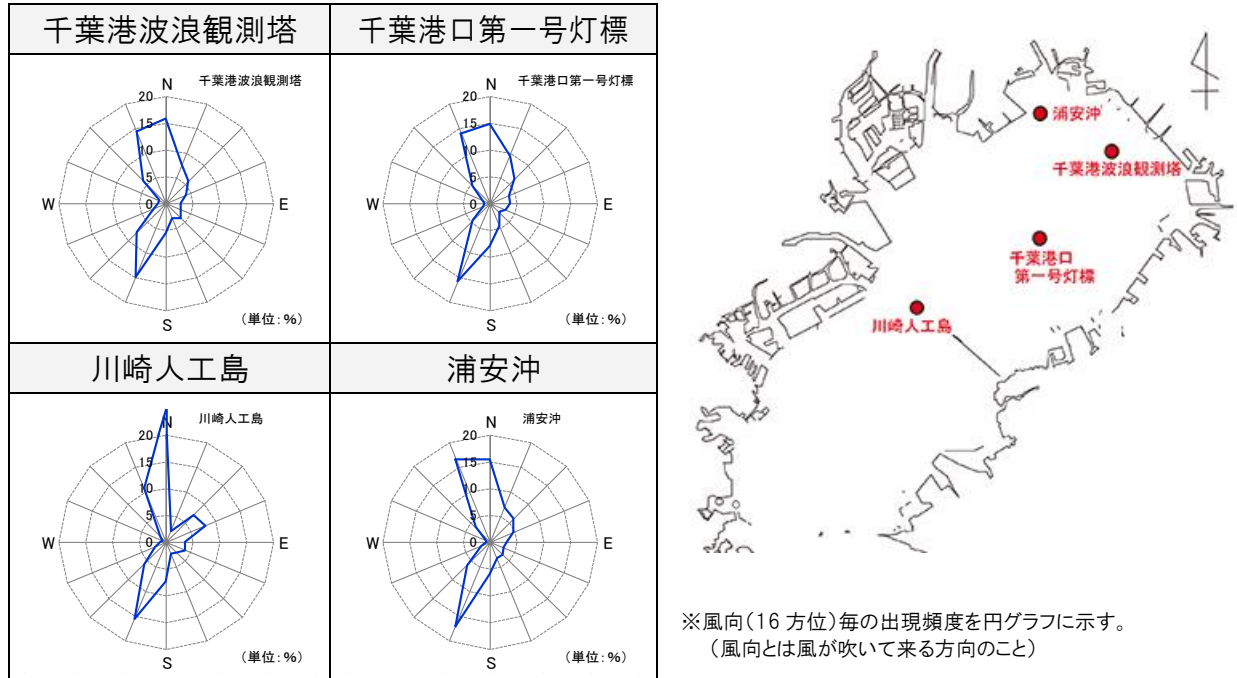 千葉港波浪観測塔
千葉港口第一号灯標
千葉港波浪観測塔
N
20
15
10
5
0
W
E
S
(単位:%)
千葉港口第一号灯標
N
20
15
10
5
0
W
E
S
(単位:%)
川崎人工島
浦安沖
川崎人工島
N
20
15
10
5
0
W
E
S
(単位:%)
浦安沖
N
20
15
10
5
0
W
E
S
(単位:%)
浦安沖
千葉港波浪観測塔
千葉港口
第一号灯標
川崎人工島
※風向(16 方位)毎の出現頻度を円グラフに示す。
(風向とは風が吹いて来る方向のこと)